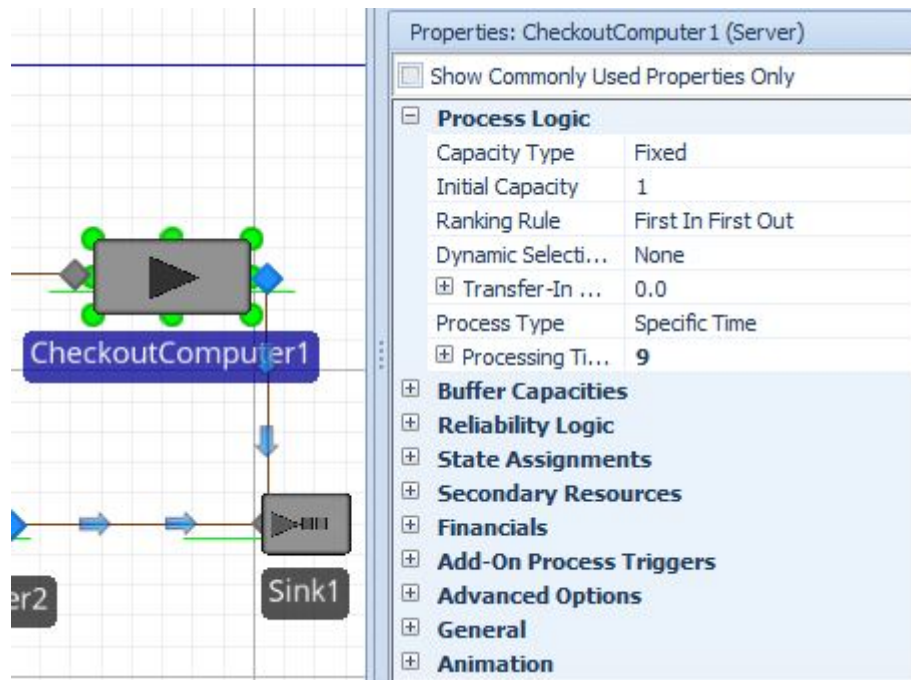 Properties: CheckoutComputer1 (Server)
Show Commonly Used Properties Only
Process Logic
Capacity Type Fixed
Initial Capacity 1
Ranking Rule First In First Out
Dynamic Selecti... None
Transfer-In ... 0.0
Process Type Specific Time
Processing Ti... 9
Buffer Capacities
Reliability Logic
State Assignments
Secondary Resources
Financials
Add-On Process Triggers
Advanced Options
General
Animation
CheckoutComputer1
er2
Sink1